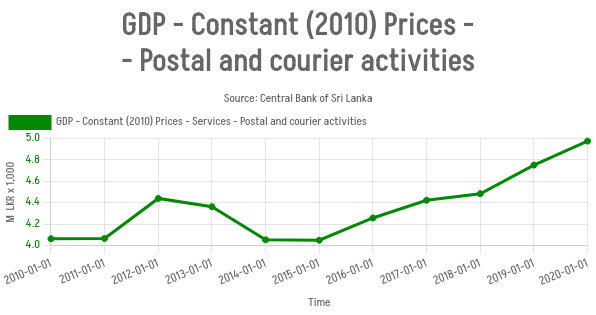 GDP - Constant (2010) Prices -
- Postal and courier activities
Source: Central Bank of Sri Lanka
GDP - Constant (2010) Prices - Services - Postal and courier activities
M LKR x 1,000
5.0
4.8
4.6
4.4
4.2
4.0
2010-01-01
2011-01-01
2012-01-01
2013-01-01
2014-01-01
2015-01-01
2016-01-01
2017-01-01
2018-01-01
2019-01-01
2020-01-01
Time